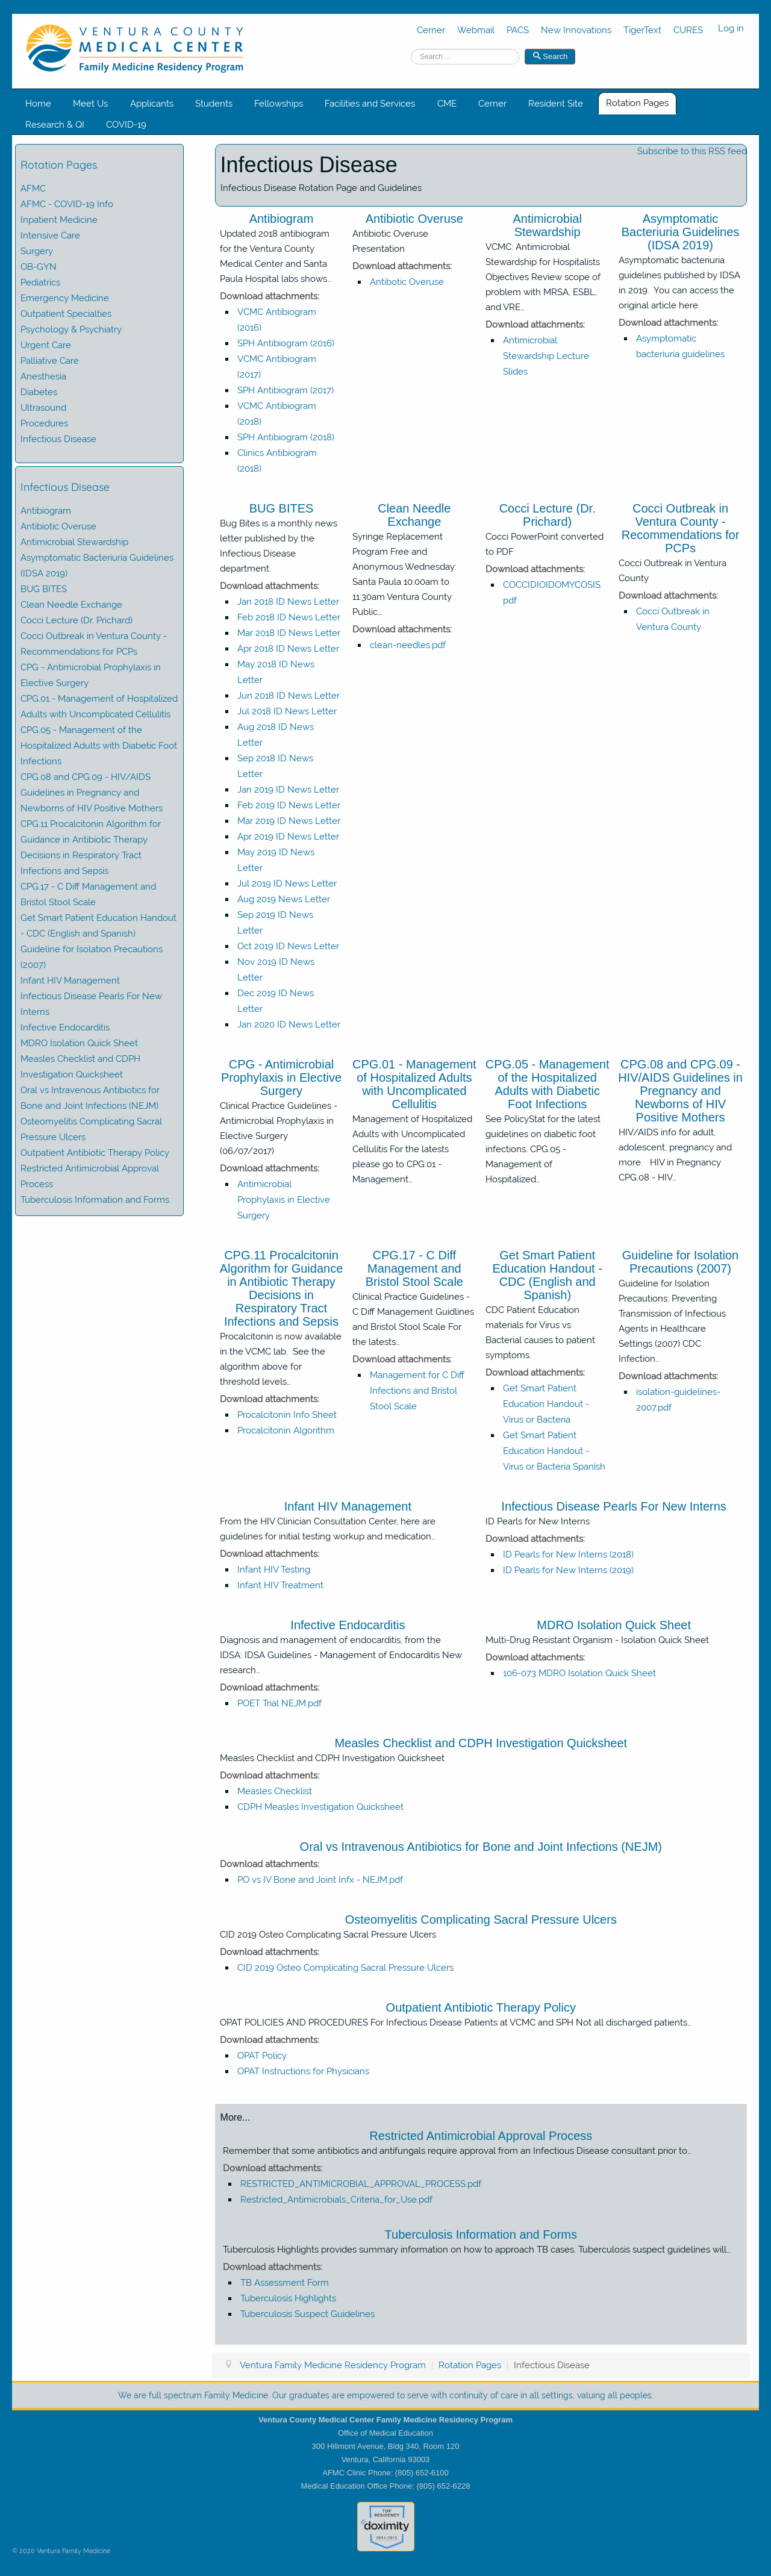 VENTURA COUNTY
MEDICAL CENTER
Family Medicine Residency Program
Cerner Webmail PACS New Innovations TigerText CURES Log in
Search ...
Search
Home Meet Us Applicants Students Fellowships Facilities and Services CME Cerner Resident Site Rotation Pages
Research & QI COVID-19
Rotation Pages
AFMC
AFMC - COVID-19 Info
Inpatient Medicine
Intensive Care
Surgery
OB-GYN
Pediatrics
Emergency Medicine
Outpatient Specialties
Psychology & Psychiatry
Urgent Care
Palliative Care
Anesthesia
Diabetes
Ultrasound
Procedures
Infectious Disease
Infectious Disease
Antibiogram
Antibiotic Overuse
Antimicrobial Stewardship
Asymptomatic Bacteriuria Guidelines
(IDSA 2019)
BUG BITES
Clean Needle Exchange
Cocci Lecture (Dr. Prichard)
Cocci Outbreak in Ventura County -
Recommendations for PCPs
CPG - Antimicrobial Prophylaxis in
Elective Surgery
CPG.01 - Management of Hospitalized
Adults with Uncomplicated Cellulitis
CPG.05 - Management of the
Hospitalized Adults with Diabetic Foot
Infections
CPG.08 and CPG.09 - HIV/AIDS
Guidelines in Pregnancy and
Newborns of HIV Positive Mothers
CPG.11 Procalcitonin Algorithm for
Guidance in Antibiotic Therapy
Decisions in Respiratory Tract
Infections and Sepsis
CPG.17 - C Diff Management and
Bristol Stool Scale
Get Smart Patient Education Handout
- CDC (English and Spanish)
Guideline for Isolation Precautions
(2007)
Infant HIV Management
Infectious Disease Pearls For New
Interns
Infective Endocarditis
MDRO Isolation Quick Sheet
Measles Checklist and CDPH
Investigation Quicksheet
Oral vs Intravenous Antibiotics for
Bone and Joint Infections (NEJM)
Osteomyelitis Complicating Sacral
Pressure Ulcers
Outpatient Antibiotic Therapy Policy
Restricted Antimicrobial Approval
Process
Tuberculosis Information and Forms
Subscribe to this RSS feed
Infectious Disease
Infectious Disease Rotation Page and Guidelines
Antibiogram
Updated 2018 antibiogram
for the Ventura County
Medical Center and Santa
Paula Hospital labs shows…
Download attachments:
VCMC Antibiogram
(2016)
SPH Antibiogram (2016)
VCMC Antibiogram
(2017)
SPH Antibiogram (2017)
VCMC Antibiogram
(2018)
SPH Antibiogram (2018)
Clinics Antibiogram
(2018)
Antibiotic Overuse
Antibiotic Overuse
Presentation
Download attachments:
Antibotic Overuse
Antimicrobial
Stewardship
VCMC: Antimicrobial
Stewardship for Hospitalists
Objectives Review scope of
problem with MRSA, ESBL,
and VRE…
Download attachments:
Antimicrobial
Stewardship Lecture
Slides
Asymptomatic
Bacteriuria Guidelines
(IDSA 2019)
Asymptomatic bacteriuria
guidelines published by IDSA
in 2019. You can access the
original article here.
Download attachments:
Asymptomatic
bacteriuria guidelines
BUG BITES
Bug Bites is a monthly news
letter published by the
Infectious Disease
department.
Download attachments:
Jan 2018 ID News Letter
Feb 2018 ID News Letter
Mar 2018 ID News Letter
Apr 2018 ID News Letter
May 2018 ID News
Letter
Jun 2018 ID News Letter
Jul 2018 ID News Letter
Aug 2018 ID News
Letter
Sep 2018 ID News
Letter
Jan 2019 ID News Letter
Feb 2019 ID News Letter
Mar 2019 ID News Letter
Apr 2019 ID News Letter
May 2019 ID News
Letter
Jul 2019 ID News Letter
Aug 2019 News Letter
Sep 2019 ID News
Letter
Oct 2019 ID News Letter
Nov 2019 ID News
Letter
Dec 2019 ID News
Letter
Jan 2020 ID News Letter
Clean Needle
Exchange
Syringe Replacement
Program Free and
Anonymous Wednesday:
Santa Paula 10:00am to
11:30am Ventura County
Public…
Download attachments:
clean-needles.pdf
Cocci Lecture (Dr.
Prichard)
Cocci PowerPoint converted
to PDF
Download attachments:
COCCIDIOIDOMYCOSIS.
pdf
Cocci Outbreak in
Ventura County -
Recommendations for
PCPs
Cocci Outbreak in Ventura
County
Download attachments:
Cocci Outbreak in
Ventura County
CPG - Antimicrobial
Prophylaxis in Elective
Surgery
Clinical Practice Guidelines -
Antimicrobial Prophylaxis in
Elective Surgery
(06/07/2017)
Download attachments:
Antimicrobial
Prophylaxis in Elective
Surgery
CPG.01 - Management
of Hospitalized Adults
with Uncomplicated
Cellulitis
Management of Hospitalized
Adults with Uncomplicated
Cellulitis For the latests
please go to CPG.01 -
Management…
CPG.05 - Management
of the Hospitalized
Adults with Diabetic
Foot Infections
See PolicyStat for the latest
guidelines on diabetic foot
infections. CPG.05 -
Management of
Hospitalized…
CPG.08 and CPG.09 -
HIV/AIDS Guidelines in
Pregnancy and
Newborns of HIV
Positive Mothers
HIV/AIDS info for adult,
adolescent, pregnancy and
more. HIV in Pregnancy
CPG.08 - HIV…
CPG.11 Procalcitonin
Algorithm for Guidance
in Antibiotic Therapy
Decisions in
Respiratory Tract
Infections and Sepsis
Procalcitonin is now available
in the VCMC lab. See the
algorithm above for
threshold levels…
Download attachments:
Procalcitonin Info Sheet
Procalcitonin Algorithm
CPG.17 - C Diff
Management and
Bristol Stool Scale
Clinical Practice Guidelines -
C Diff Management Guidlines
and Bristol Stool Scale For
the latests…
Download attachments:
Management for C Diff
Infections and Bristol
Stool Scale
Get Smart Patient
Education Handout -
CDC (English and
Spanish)
CDC Patient Education
materials for Virus vs
Bacterial causes to patient
symptoms.
Download attachments:
Get Smart Patient
Education Handout -
Virus or Bacteria
Get Smart Patient
Education Handout -
Virus or Bacteria Spanish
Guideline for Isolation
Precautions (2007)
Guideline for Isolation
Precautions: Preventing
Transmission of Infectious
Agents in Healthcare
Settings (2007) CDC
Infection…
Download attachments:
isolation-guidelines-
2007.pdf
Infant HIV Management
From the HIV Clinician Consultation Center, here are
guidelines for initial testing workup and medication…
Download attachments:
Infant HIV Testing
Infant HIV Treatment
Infectious Disease Pearls For New Interns
ID Pearls for New Interns
Download attachments:
ID Pearls for New Interns (2018)
ID Pearls for New Interns (2019)
Infective Endocarditis
Diagnosis and management of endocarditis, from the
IDSA: IDSA Guidelines - Management of Endocarditis New
research…
Download attachments:
POET Trial NEJM.pdf
MDRO Isolation Quick Sheet
Multi-Drug Resistant Organism - Isolation Quick Sheet
Download attachments:
106-073 MDRO Isolation Quick Sheet
Measles Checklist and CDPH Investigation Quicksheet
Measles Checklist and CDPH Investigation Quicksheet
Download attachments:
Measles Checklist
CDPH Measles Investigation Quicksheet
Oral vs Intravenous Antibiotics for Bone and Joint Infections (NEJM)
Download attachments:
PO vs IV Bone and Joint Infx - NEJM.pdf
Osteomyelitis Complicating Sacral Pressure Ulcers
CID 2019 Osteo Complicating Sacral Pressure Ulcers
Download attachments:
CID 2019 Osteo Complicating Sacral Pressure Ulcers
Outpatient Antibiotic Therapy Policy
OPAT POLICIES AND PROCEDURES For Infectious Disease Patients at VCMC and SPH Not all discharged patients…
Download attachments:
OPAT Policy
OPAT Instructions for Physicians
More...
Restricted Antimicrobial Approval Process
Remember that some antibiotics and antifungals require approval from an Infectious Disease consultant prior to…
Download attachments:
RESTRICTED_ANTIMICROBIAL_APPROVAL_PROCESS.pdf
Restricted_Antimicrobials_Criteria_for_Use.pdf
Tuberculosis Information and Forms
Tuberculosis Highlights provides summary information on how to approach TB cases. Tuberculosis suspect guidelines will…
Download attachments:
TB Assessment Form
Tuberculosis Highlights
Tuberculosis Suspect Guidelines
Ventura Family Medicine Residency Program | Rotation Pages | Infectious Disease
We are full spectrum Family Medicine. Our graduates are empowered to serve with continuity of care in all settings, valuing all peoples.
Ventura County Medical Center Family Medicine Residency Program
Office of Medical Education
300 Hillmont Avenue, Bldg 340, Room 120
Ventura, California 93003
AFMC Clinic Phone: (805) 652-6100
Medical Education Office Phone: (805) 652-6228
TOP
RESIDENCY
doximity
2014-2015
© 2020 Ventura Family Medicine